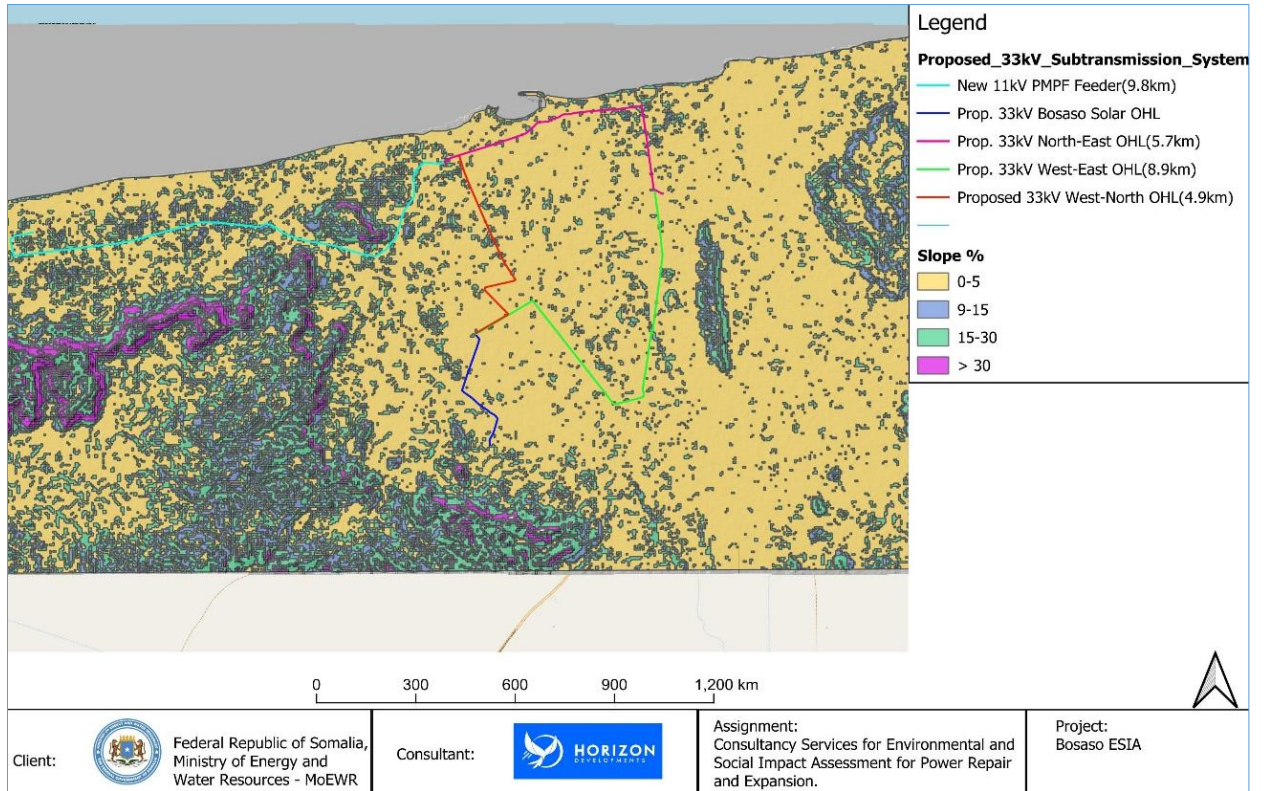 Legend
Proposed_33kV_Subtransmission_System
New 11kV PMPF Feeder(9.8km)
Prop. 33kV Bosaso Solar OHL
Prop. 33kV North-East OHL(5.7km)
Prop. 33kV West-East OHL(8.9km)
Proposed 33kV West-North OHL(4.9km)
Slope %
0-5
9-15
15-30
> 30
0 300 600 900 1,200 km
Client:
Federal Republic of Somalia,
Ministry of Energy and
Water Resources - MoEWR
Consultant:
HORIZON
DEVELOPMENTS
Assignment:
Consultancy Services for Environmental and
Social Impact Assessment for Power Repair
and Expansion.
Project:
Bosaso ESIA